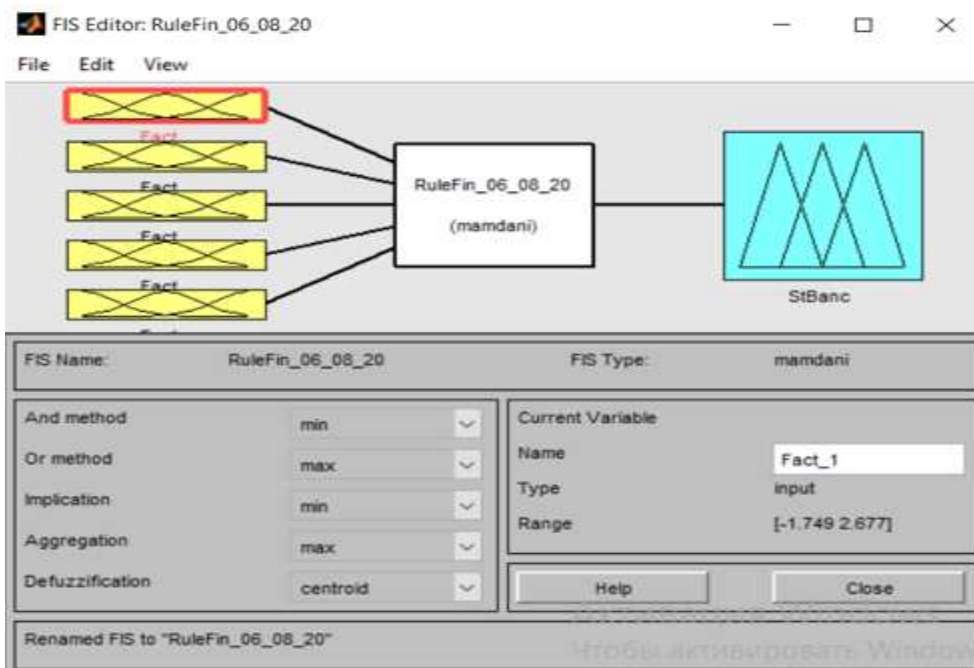 FIS Editor: RuleFin_06_08_20
File Edit View
Fact
Fact
Fact
Fact
RuleFin_06_08_20
(mamdani)
StBanc
FIS Name: RuleFin_06_08_20 FIS Type: mamdani
And method min
Or method max
Implication min
Aggregation max
Defuzzification centroid
Current Variable
Name Fact_1
Type input
Range [-1.749 2.677]
Help Close
Renamed FIS to "RuleFin_06_08_20"
Чтобы активировать Window